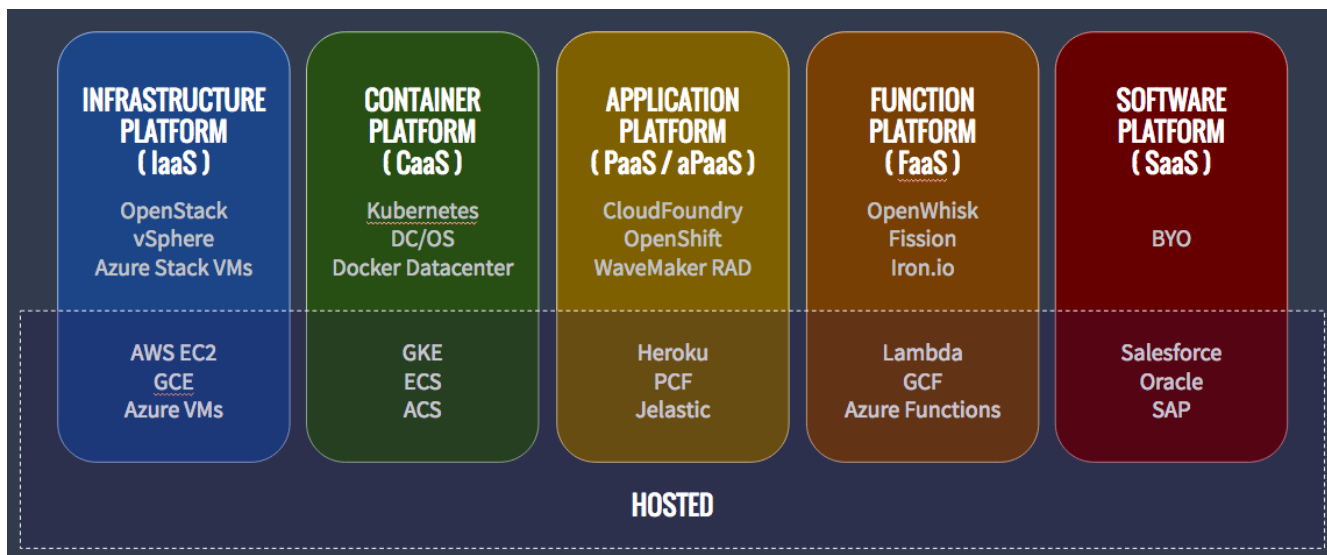 INFRASTRUCTURE
PLATFORM
( IaaS )
OpenStack
vSphere
Azure Stack VMs
AWS EC2
GCE
Azure VMs
CONTAINER
PLATFORM
( CaaS )
Kubernetes
DC/OS
Docker Datacenter
GKE
ECS
ACS
APPLICATION
PLATFORM
( PaaS / aPaaS )
CloudFoundry
OpenShift
WaveMaker RAD
Heroku
PCF
Jelastic
FUNCTION
PLATFORM
( FaaS )
OpenWhisk
Fission
Iron.io
Lambda
GCF
Azure Functions
SOFTWARE
PLATFORM
( SaaS )
BYO
Salesforce
Oracle
SAP
HOSTED